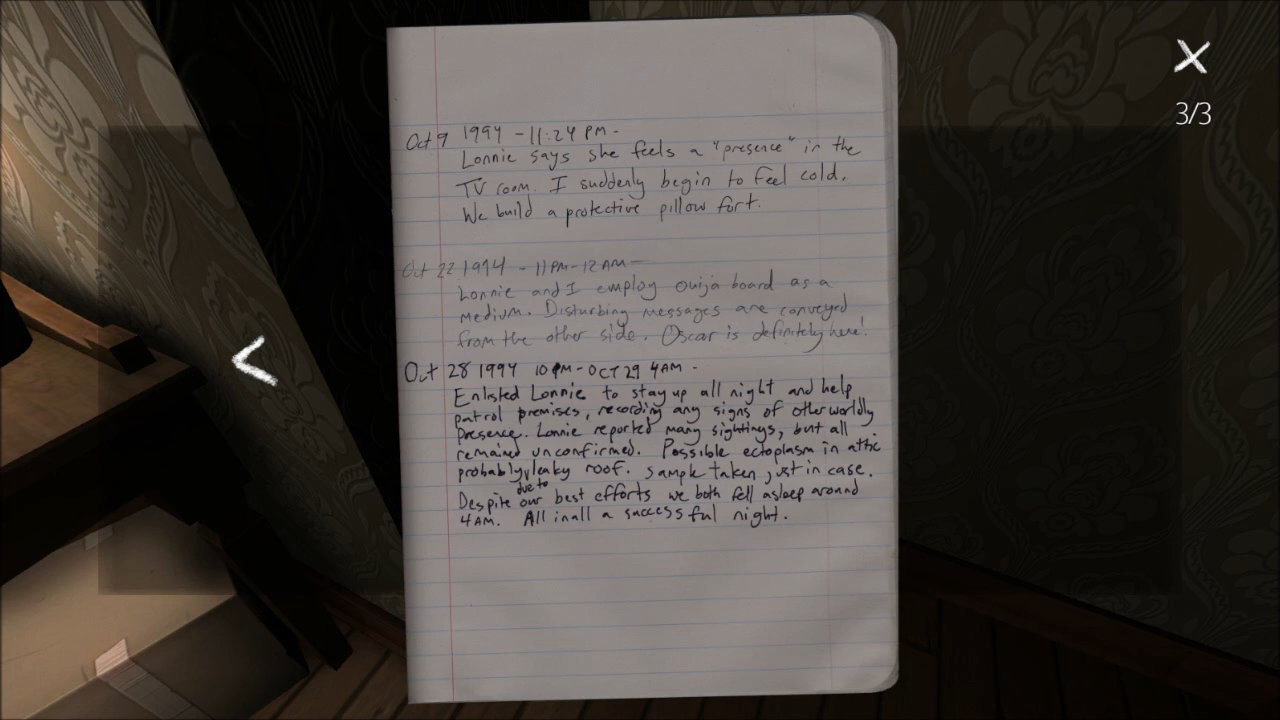 3/3
Oct 9 1994 - 11:24 PM -
Lonnie says she feels a "presence" in the
TV room. I suddenly begin to feel cold.
We build a protective pillow fort.
Oct 22 1994 - 11PM - 12AM -
Lonnie and I employ Ouija board as a
medium. Disturbing messages are conveyed
from the other side. Oscar is definitely here!
Oct 28 1994 10PM - OCT 29 4AM -
Enlisted Lonnie to stay up all night and help
patrol premises, recording any signs of otherworldly
presence. Lonnie reported many sightings, but all
remained unconfirmed. Possible ectoplasm in attic
probably leaky roof. Sample taken just in case.
due to
Despite our best efforts we both fell asleep around
4AM. All in all a successful night.